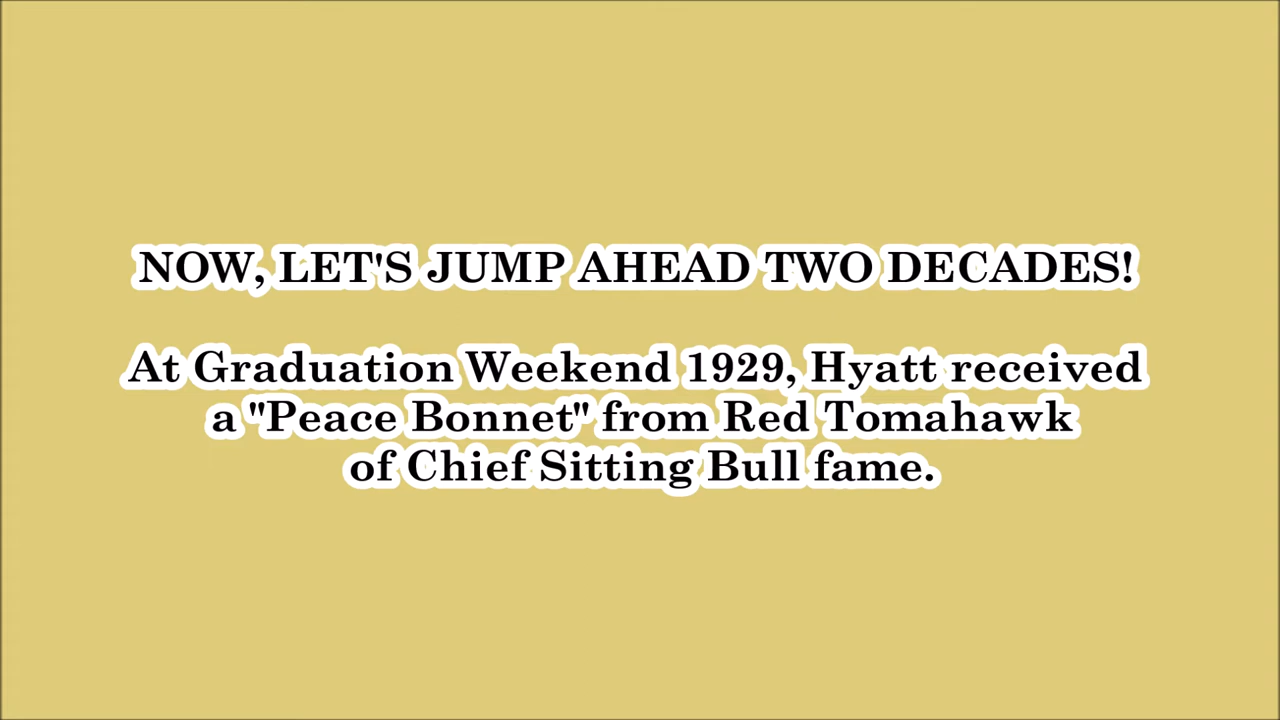 NOW, LET'S JUMP AHEAD TWO DECADES!
At Graduation Weekend 1929, Hyatt received
a "Peace Bonnet" from Red Tomahawk
of Chief Sitting Bull fame.